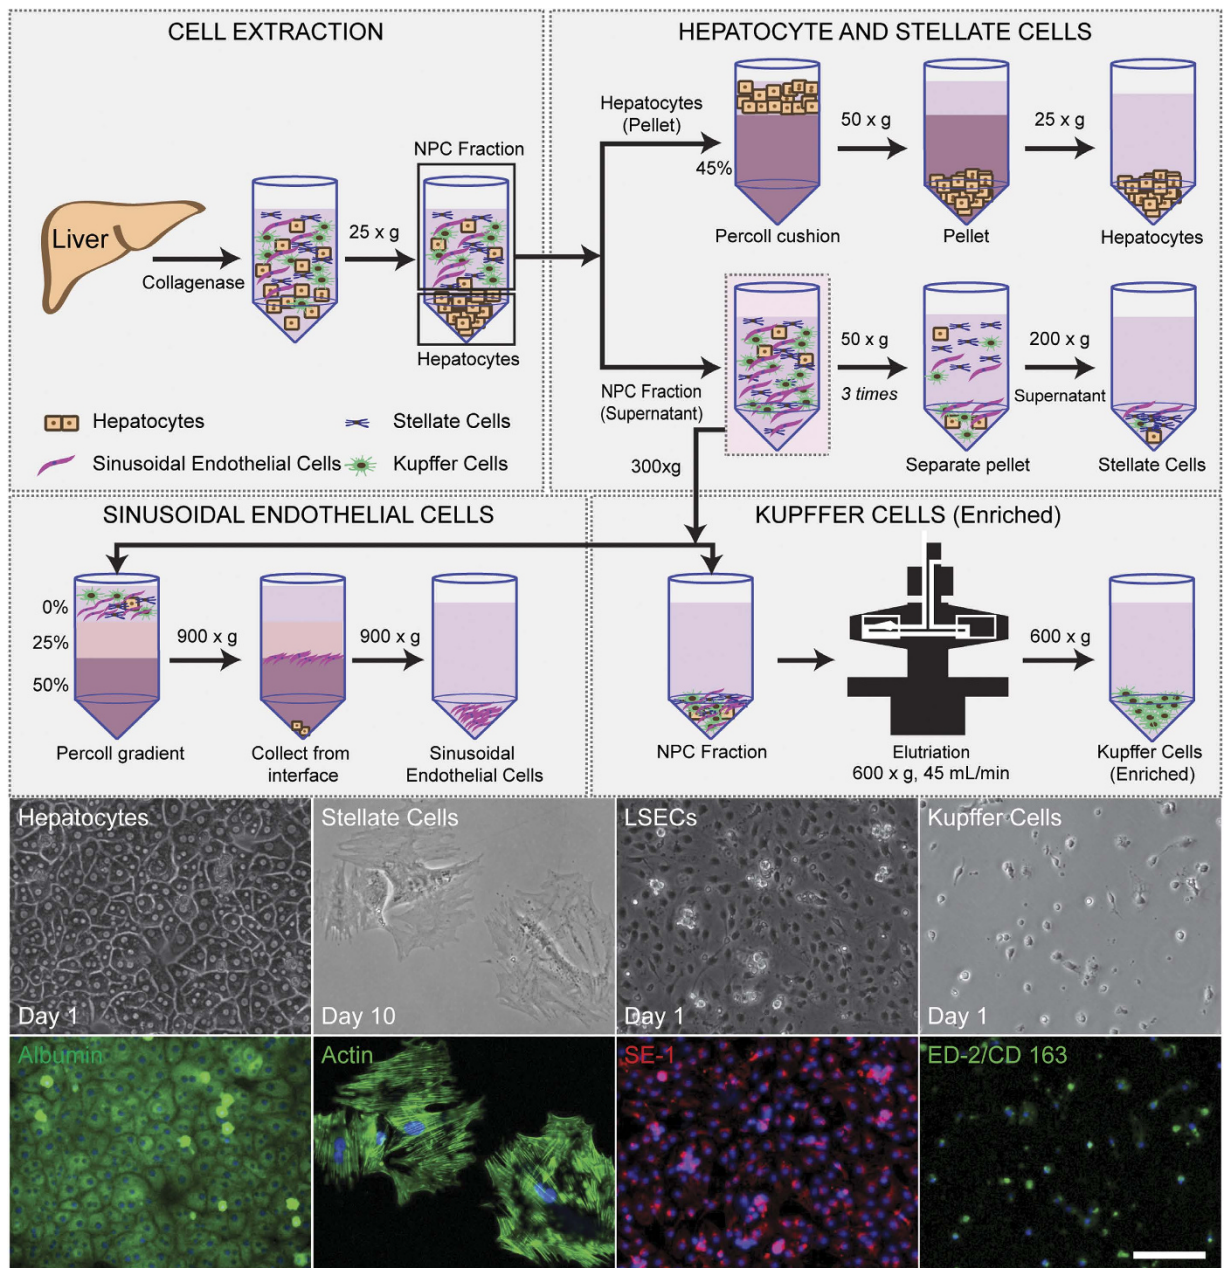 CELL EXTRACTION
Liver
Collagenase
25 x g
NPC Fraction
Hepatocytes
Hepatocytes
Stellate Cells
Sinusoidal Endothelial Cells
Kupffer Cells
HEPATOCYTE AND STELLATE CELLS
Hepatocytes
(Pellet)
45%
Percoll cushion
50 x g
Pellet
25 x g
Hepatocytes
NPC Fraction
(Supernatant)
300xg
50 x g
3 times
Separate pellet
200 x g
Supernatant
Stellate Cells
SINUSOIDAL ENDOTHELIAL CELLS
0%
25%
50%
Percoll gradient
900 x g
Collect from
interface
900 x g
Sinusoidal
Endothelial Cells
KUPFFER CELLS (Enriched)
NPC Fraction
Elutriation
600 x g, 45 mL/min
600 x g
Kupffer Cells
(Enriched)
Hepatocytes
Day 1
Stellate Cells
Day 10
LSECs
Day 1
Kupffer Cells
Day 1
Albumin
Actin
SE-1
ED-2/CD 163